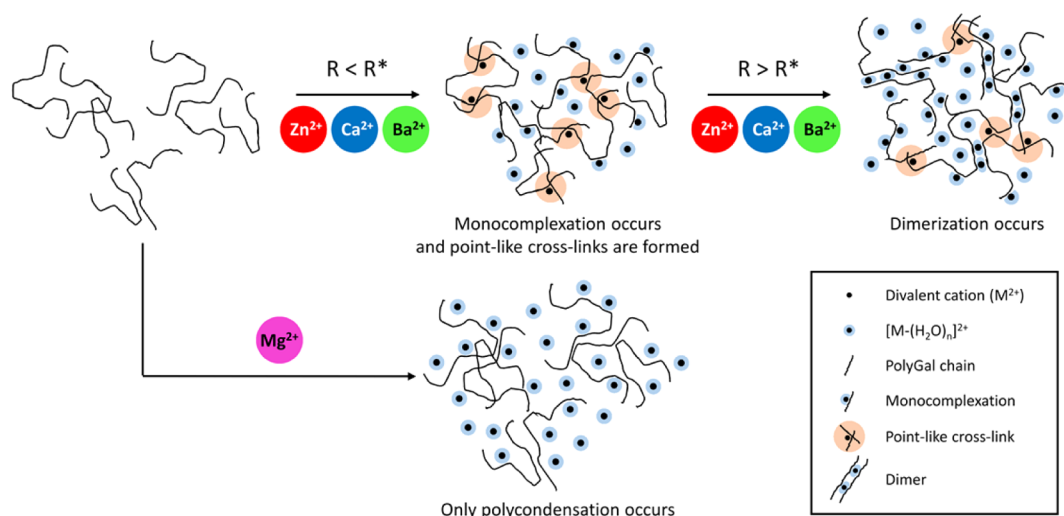 R < R*
Zn²⁺ Ca²⁺ Ba²⁺
Monocomplexation occurs
and point-like cross-links are formed
R > R*
Zn²⁺ Ca²⁺ Ba²⁺
Dimerization occurs
Mg²⁺
Only polycondensation occurs
Divalent cation (M²⁺)
[M-(H₂O)ₙ]²⁺
PolyGal chain
Monocomplexation
Point-like cross-link
Dimer